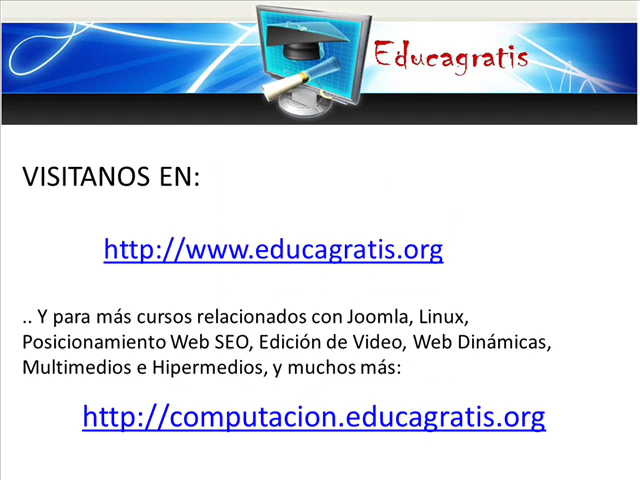 Educagratis
VISITANOS EN:
http://www.educagratis.org
.. Y para más cursos relacionados con Joomla, Linux,
Posicionamiento Web SEO, Edición de Video, Web Dinámicas,
Multimedios e Hipermedios, y muchos más:
http://computacion.educagratis.org